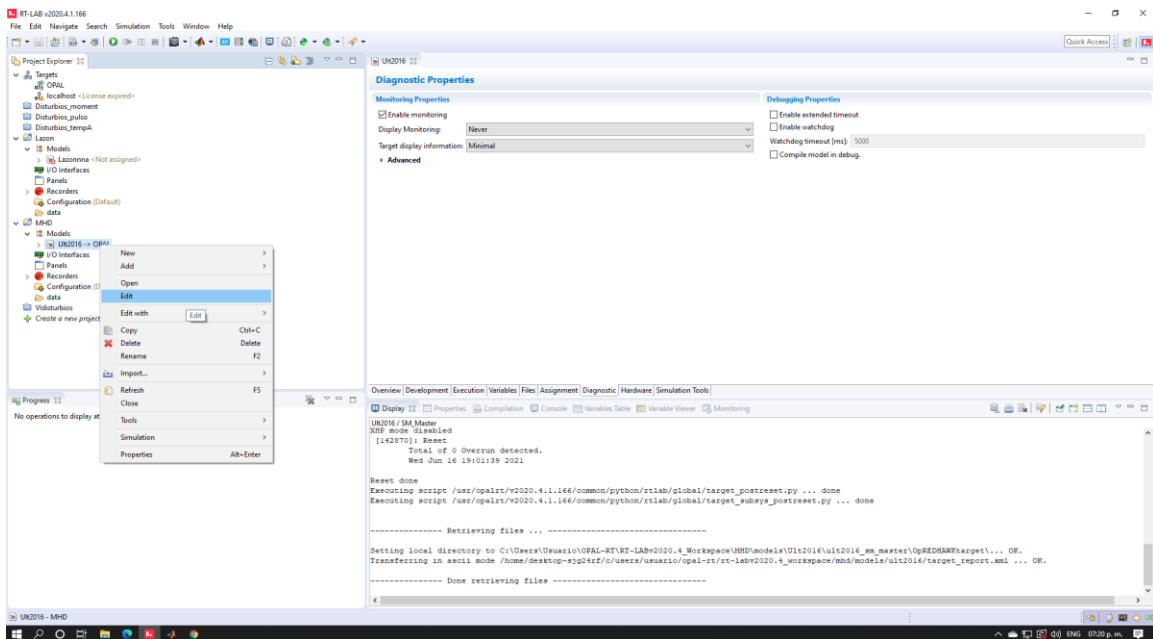 RT-LAB v2020.4.1.166
File Edit Navigate Search Simulation Tools Window Help
Quick Access
Project Explorer
Targets
OPAL
localhost <License expired>
Disturbios_moment
Disturbios_pulso
Disturbios_tempA
Lazon
Models
Lazonnna <Not assigned>
I/O Interfaces
Panels
Recorders
Configuration (Default)
data
MHD
Models
Ult2016 -> OPAL
I/O Interfaces
Panels
Recorders
Configuration (D
data
Vidisturbios
Create a new project
New
Add
Open
Edit
Edit with
Edit
Copy Ctrl+C
Delete Delete
Rename F2
Import...
Refresh F5
Close
Tools
Simulation
Properties Alt+Enter
Progress
No operations to display at
Ult2016
Diagnostic Properties
Monitoring Properties
Enable monitoring
Display Monitoring: Never
Target display information: Minimal
Advanced
Debugging Properties
Enable extended timeout
Enable watchdog
Watchdog timeout [ms]: 5000
Compile model in debug.
Overview Development Execution Variables Files Assignment Diagnostic Hardware Simulation Tools
Display Properties Compilation Console Variables Table Variable Viewer Monitoring
Ult2016 / SM_Master
XHP mode disabled
[142870]: Reset
Total of 0 Overrun detected.
Wed Jun 16 19:01:39 2021
Reset done
Executing script /usr/opalrt/v2020.4.1.166/common/python/rtlab/global/target_postreset.py ... done
Executing script /usr/opalrt/v2020.4.1.166/common/python/rtlab/global/target_subsys_postreset.py ... done
--------------- Retrieving files ... ---------------------------------
Setting local directory to C:\Users\Usuario\OPAL-RT\RT-LABv2020.4_Workspace\MHD\models\Ult2016\ult2016_sm_master\OpREDHAWKtarget\... OK.
Transferring in ascii mode /home/desktop-sjg24rf/c/users/usuario/opal-rt/rt-labv2020.4_workspace/mhd/models/ult2016/target_report.xml ... OK.
--------------- Done retrieving files --------------------------------
Ult2016 - MHD
ENG 07:20 p. m.